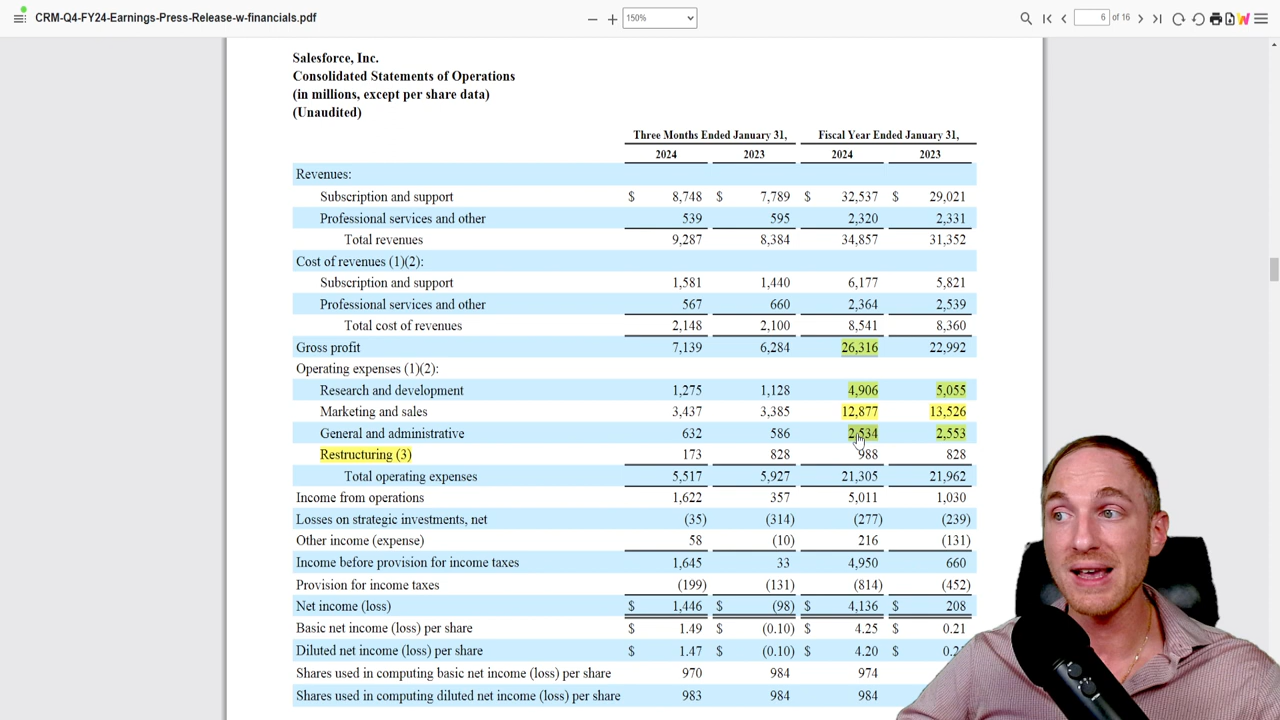 CRM-Q4-FY24-Earnings-Press-Release-w-financials.pdf 150% 6 of 16
Salesforce, Inc.
Consolidated Statements of Operations
(in millions, except per share data)
(Unaudited)
Three Months Ended January 31, Fiscal Year Ended January 31,
2024 2023 2024 2023
Revenues:
Subscription and support $ 8,748 $ 7,789 $ 32,537 $ 29,021
Professional services and other 539 595 2,320 2,331
Total revenues 9,287 8,384 34,857 31,352
Cost of revenues (1)(2):
Subscription and support 1,581 1,440 6,177 5,821
Professional services and other 567 660 2,364 2,539
Total cost of revenues 2,148 2,100 8,541 8,360
Gross profit 7,139 6,284 26,316 22,992
Operating expenses (1)(2):
Research and development 1,275 1,128 4,906 5,055
Marketing and sales 3,437 3,385 12,877 13,526
General and administrative 632 586 2,534 2,553
Restructuring (3) 173 828 988 828
Total operating expenses 5,517 5,927 21,305 21,962
Income from operations 1,622 357 5,011 1,030
Losses on strategic investments, net (35) (314) (277) (239)
Other income (expense) 58 (10) 216 (131)
Income before provision for income taxes 1,645 33 4,950 660
Provision for income taxes (199) (131) (814) (452)
Net income (loss) $ 1,446 $ (98) $ 4,136 $ 208
Basic net income (loss) per share $ 1.49 $ (0.10) $ 4.25 $ 0.21
Diluted net income (loss) per share $ 1.47 $ (0.10) $ 4.20 $
Shares used in computing basic net income (loss) per share 970 984 974
Shares used in computing diluted net income (loss) per share 983 984 984